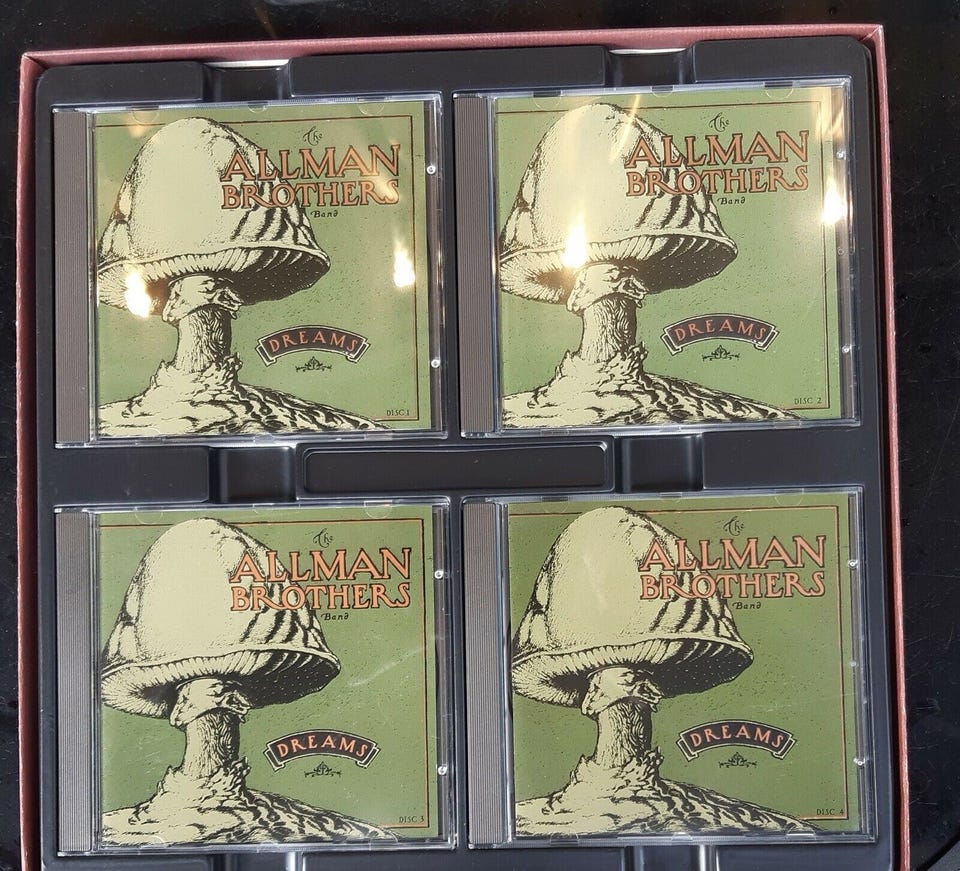 The
ALLMAN
BROTHERS
Band
DREAMS
DISC 1
The
ALLMAN
BROTHERS
Band
DREAMS
DISC 2
The
ALLMAN
BROTHERS
Band
DREAMS
DISC 3
The
ALLMAN
BROTHERS
Band
DREAMS
DISC 4